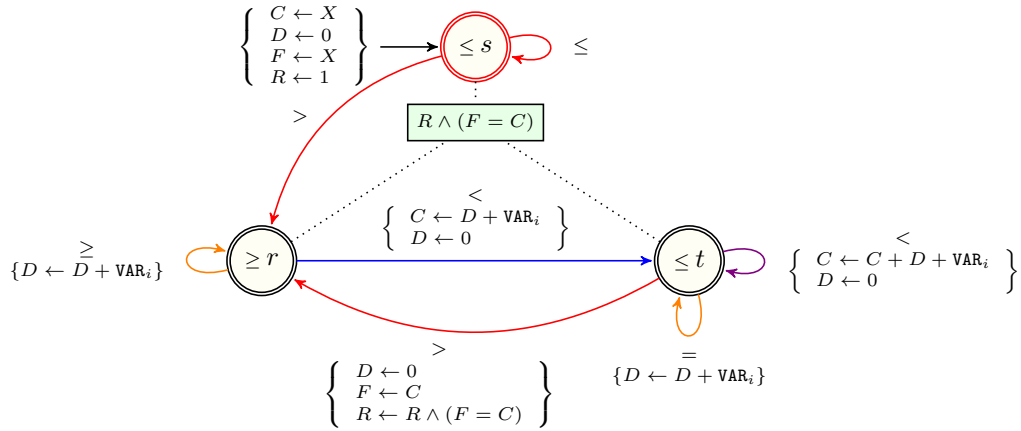 C ← X
D ← 0
F ← X
R ← 1
≤ s
≤
>
R ∧ (F = C)
<
C ← D + VAR_i
D ← 0
≥
{D ← D + VAR_i}
≥ r
≤ t
<
C ← C + D + VAR_i
D ← 0
>
D ← 0
F ← C
R ← R ∧ (F = C)
=
{D ← D + VAR_i}